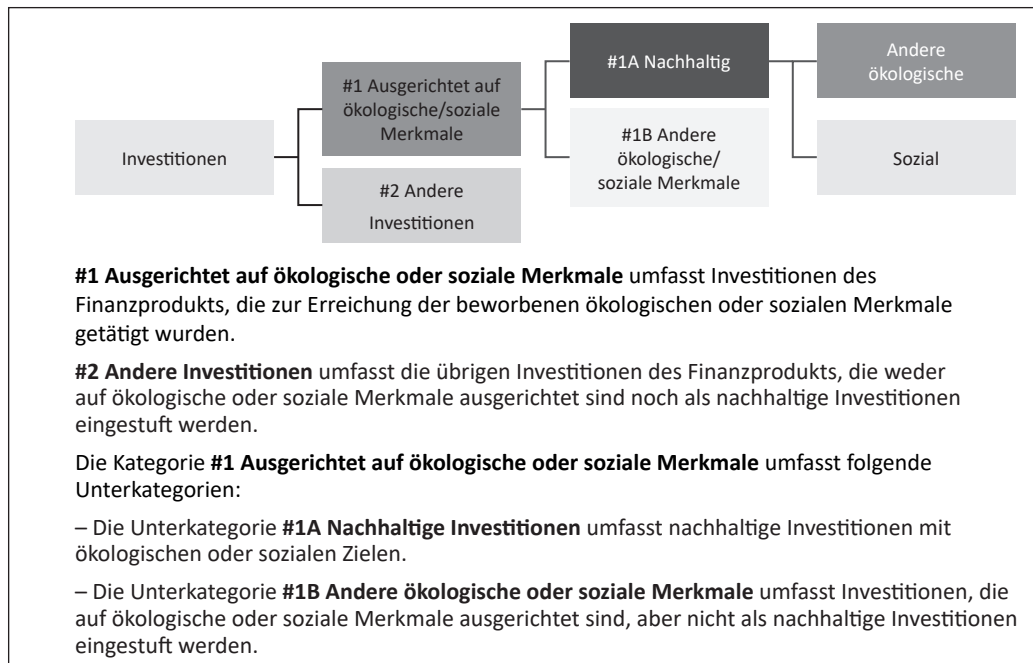 Investitionen
#1 Ausgerichtet auf
ökologische/soziale
Merkmale
#2 Andere
Investitionen
#1A Nachhaltig
#1B Andere
ökologische/
soziale Merkmale
Andere
ökologische
Sozial
#1 Ausgerichtet auf ökologische oder soziale Merkmale umfasst Investitionen des
Finanzprodukts, die zur Erreichung der beworbenen ökologischen oder sozialen Merkmale
getätigt wurden.
#2 Andere Investitionen umfasst die übrigen Investitionen des Finanzprodukts, die weder
auf ökologische oder soziale Merkmale ausgerichtet sind noch als nachhaltige Investitionen
eingestuft werden.
Die Kategorie #1 Ausgerichtet auf ökologische oder soziale Merkmale umfasst folgende
Unterkategorien:
– Die Unterkategorie #1A Nachhaltige Investitionen umfasst nachhaltige Investitionen mit
ökologischen oder sozialen Zielen.
– Die Unterkategorie #1B Andere ökologische oder soziale Merkmale umfasst Investitionen, die
auf ökologische oder soziale Merkmale ausgerichtet sind, aber nicht als nachhaltige Investitionen
eingestuft werden.